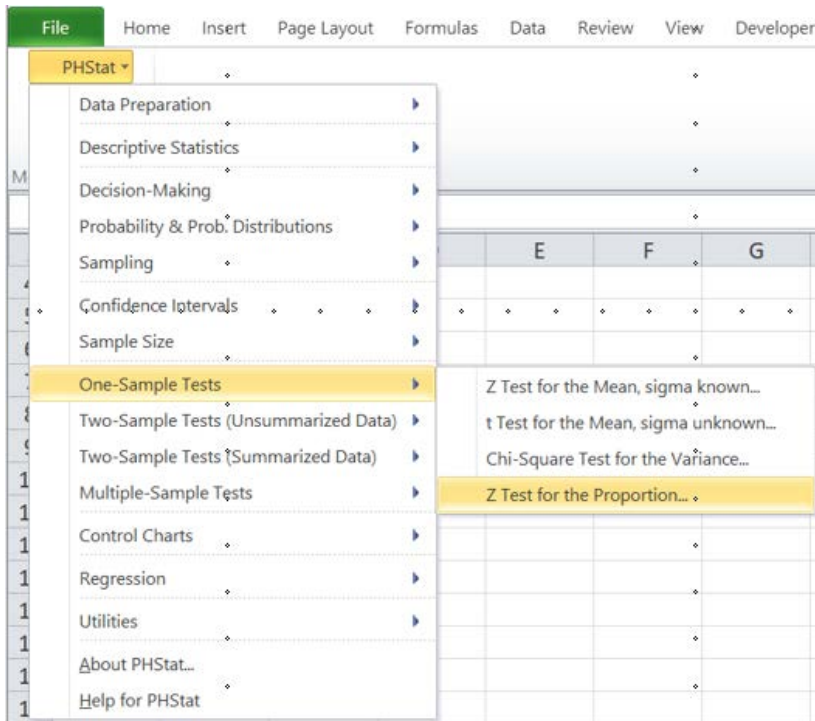 File Home Insert Page Layout Formulas Data Review View Developer
PHStat
Data Preparation
Descriptive Statistics
Decision-Making
Probability & Prob. Distributions
Sampling
Confidence Intervals
Sample Size
One-Sample Tests
Two-Sample Tests (Unsummarized Data)
Two-Sample Tests (Summarized Data)
Multiple-Sample Tests
Control Charts
Regression
Utilities
About PHStat...
Help for PHStat
Z Test for the Mean, sigma known...
t Test for the Mean, sigma unknown...
Chi-Square Test for the Variance...
Z Test for the Proportion...
M
E F G